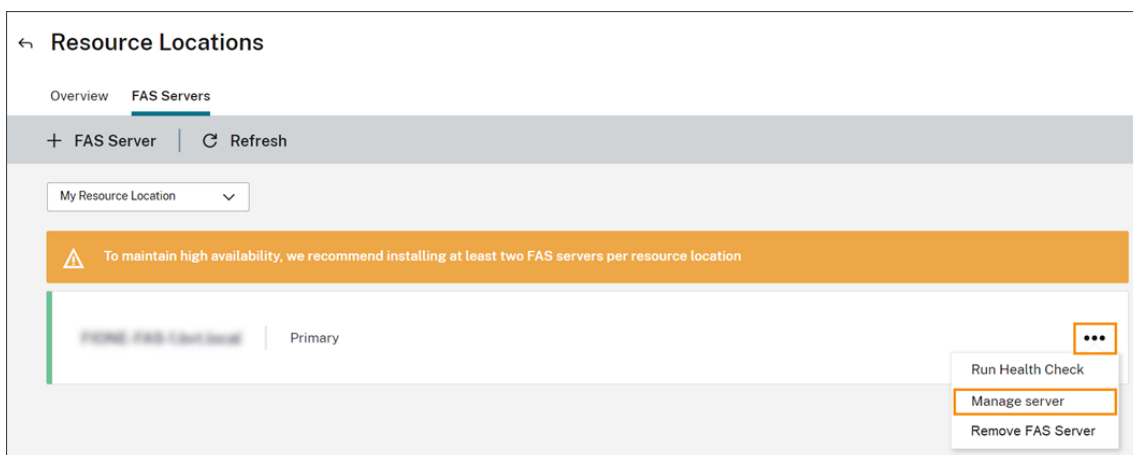 Resource Locations
Overview FAS Servers
+ FAS Server Refresh
My Resource Location
To maintain high availability, we recommend installing at least two FAS servers per resource location
Primary
Run Health Check
Manage server
Remove FAS Server